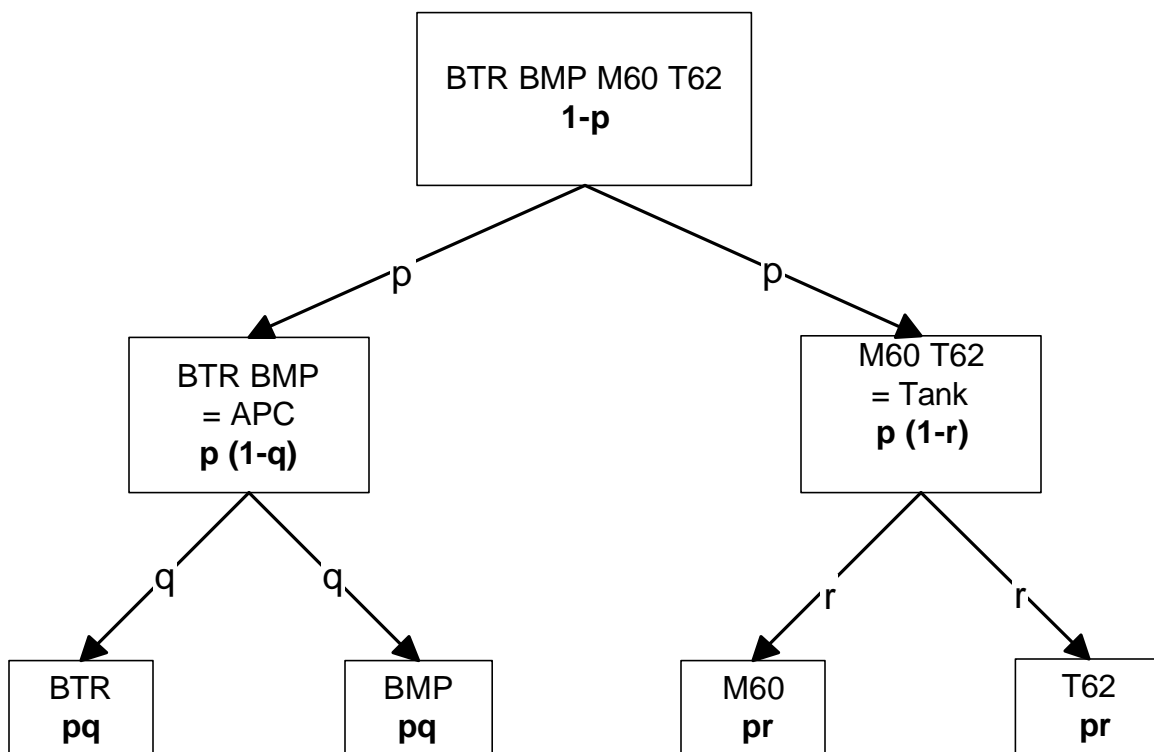 BTR BMP M60 T62
1-p
p
p
BTR BMP
= APC
p (1-q)
M60 T62
= Tank
p (1-r)
q
q
r
r
BTR
pq
BMP
pq
M60
pr
T62
pr